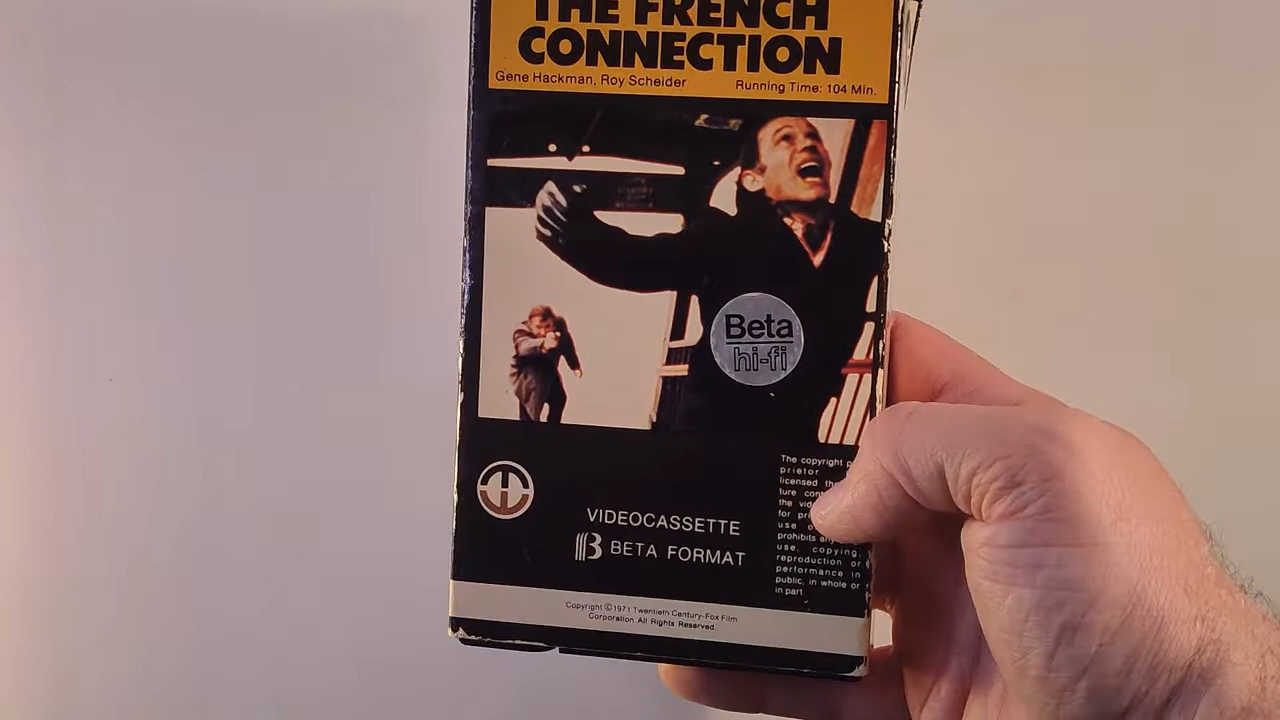 THE FRENCH
CONNECTION
Gene Hackman, Roy Scheider
Running Time: 104 Min.
Beta
hi-fi
VIDEOCASSETTE
BETA FORMAT
The copyright
prietor
licensed
ture
the
for
use
prohibits
use, copying,
reproduction or
performance in
public, in whole or
in part
Copyright ©1971 Twentieth Century-Fox Film
Corporation All Rights Reserved.